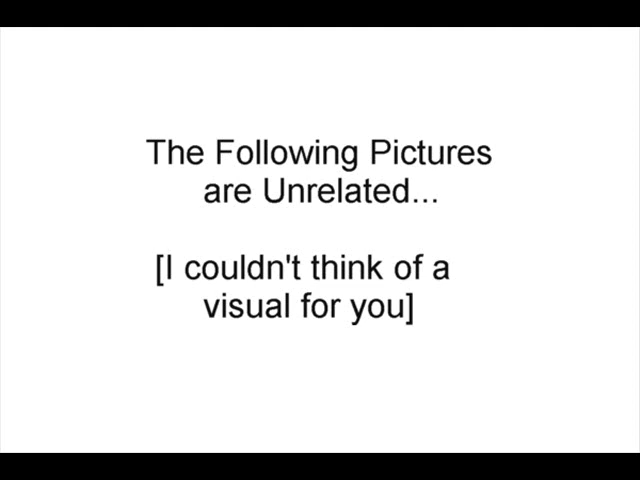 The Following Pictures
are Unrelated...
[I couldn't think of a
visual for you]